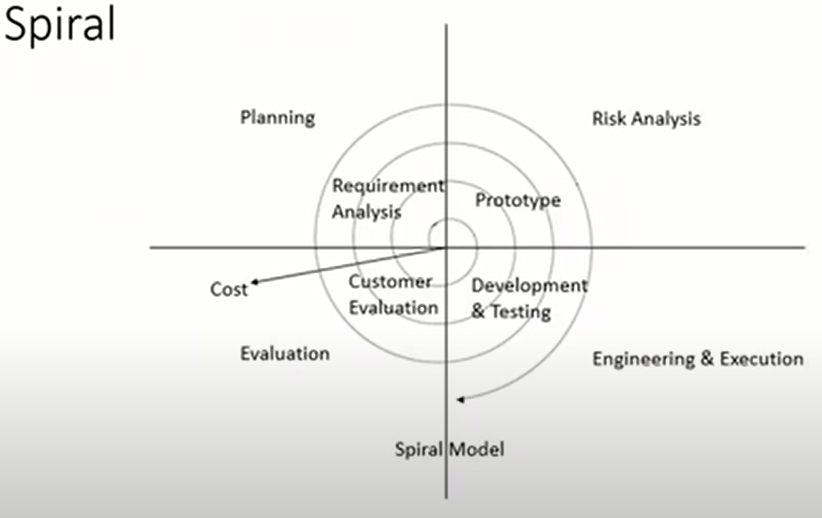 Spiral
Planning
Risk Analysis
Requirement
Analysis
Prototype
Cost
Customer
Evaluation
Development
& Testing
Evaluation
Engineering & Execution
Spiral Model